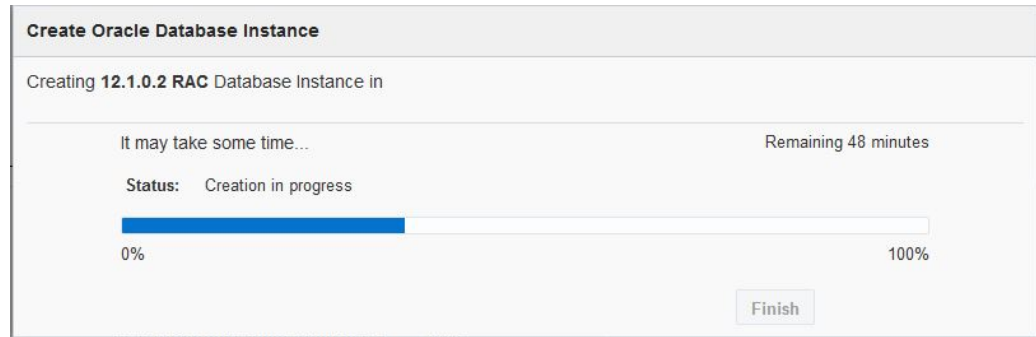 Create Oracle Database Instance
Creating 12.1.0.2 RAC Database Instance in
It may take some time... Remaining 48 minutes
Status: Creation in progress
0% 100%
Finish